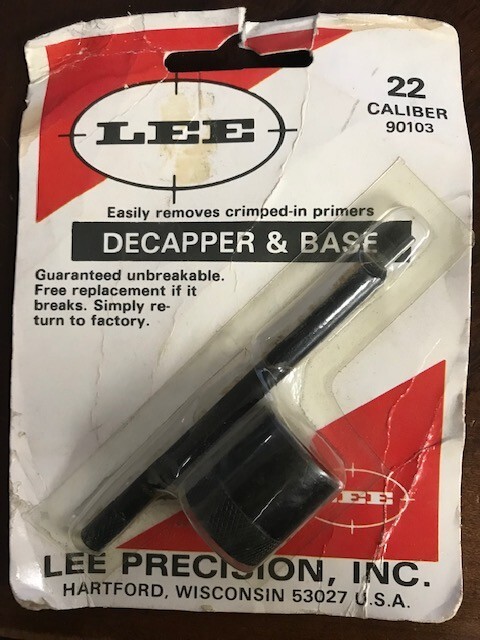 LEE
22
CALIBER
90103
Easily removes crimped-in primers
DECAPPER & BASE
Guaranteed unbreakable.
Free replacement if it
breaks. Simply re-
turn to factory.
LEE
LEE PRECISION, INC.
HARTFORD, WISCONSIN 53027 U.S.A.